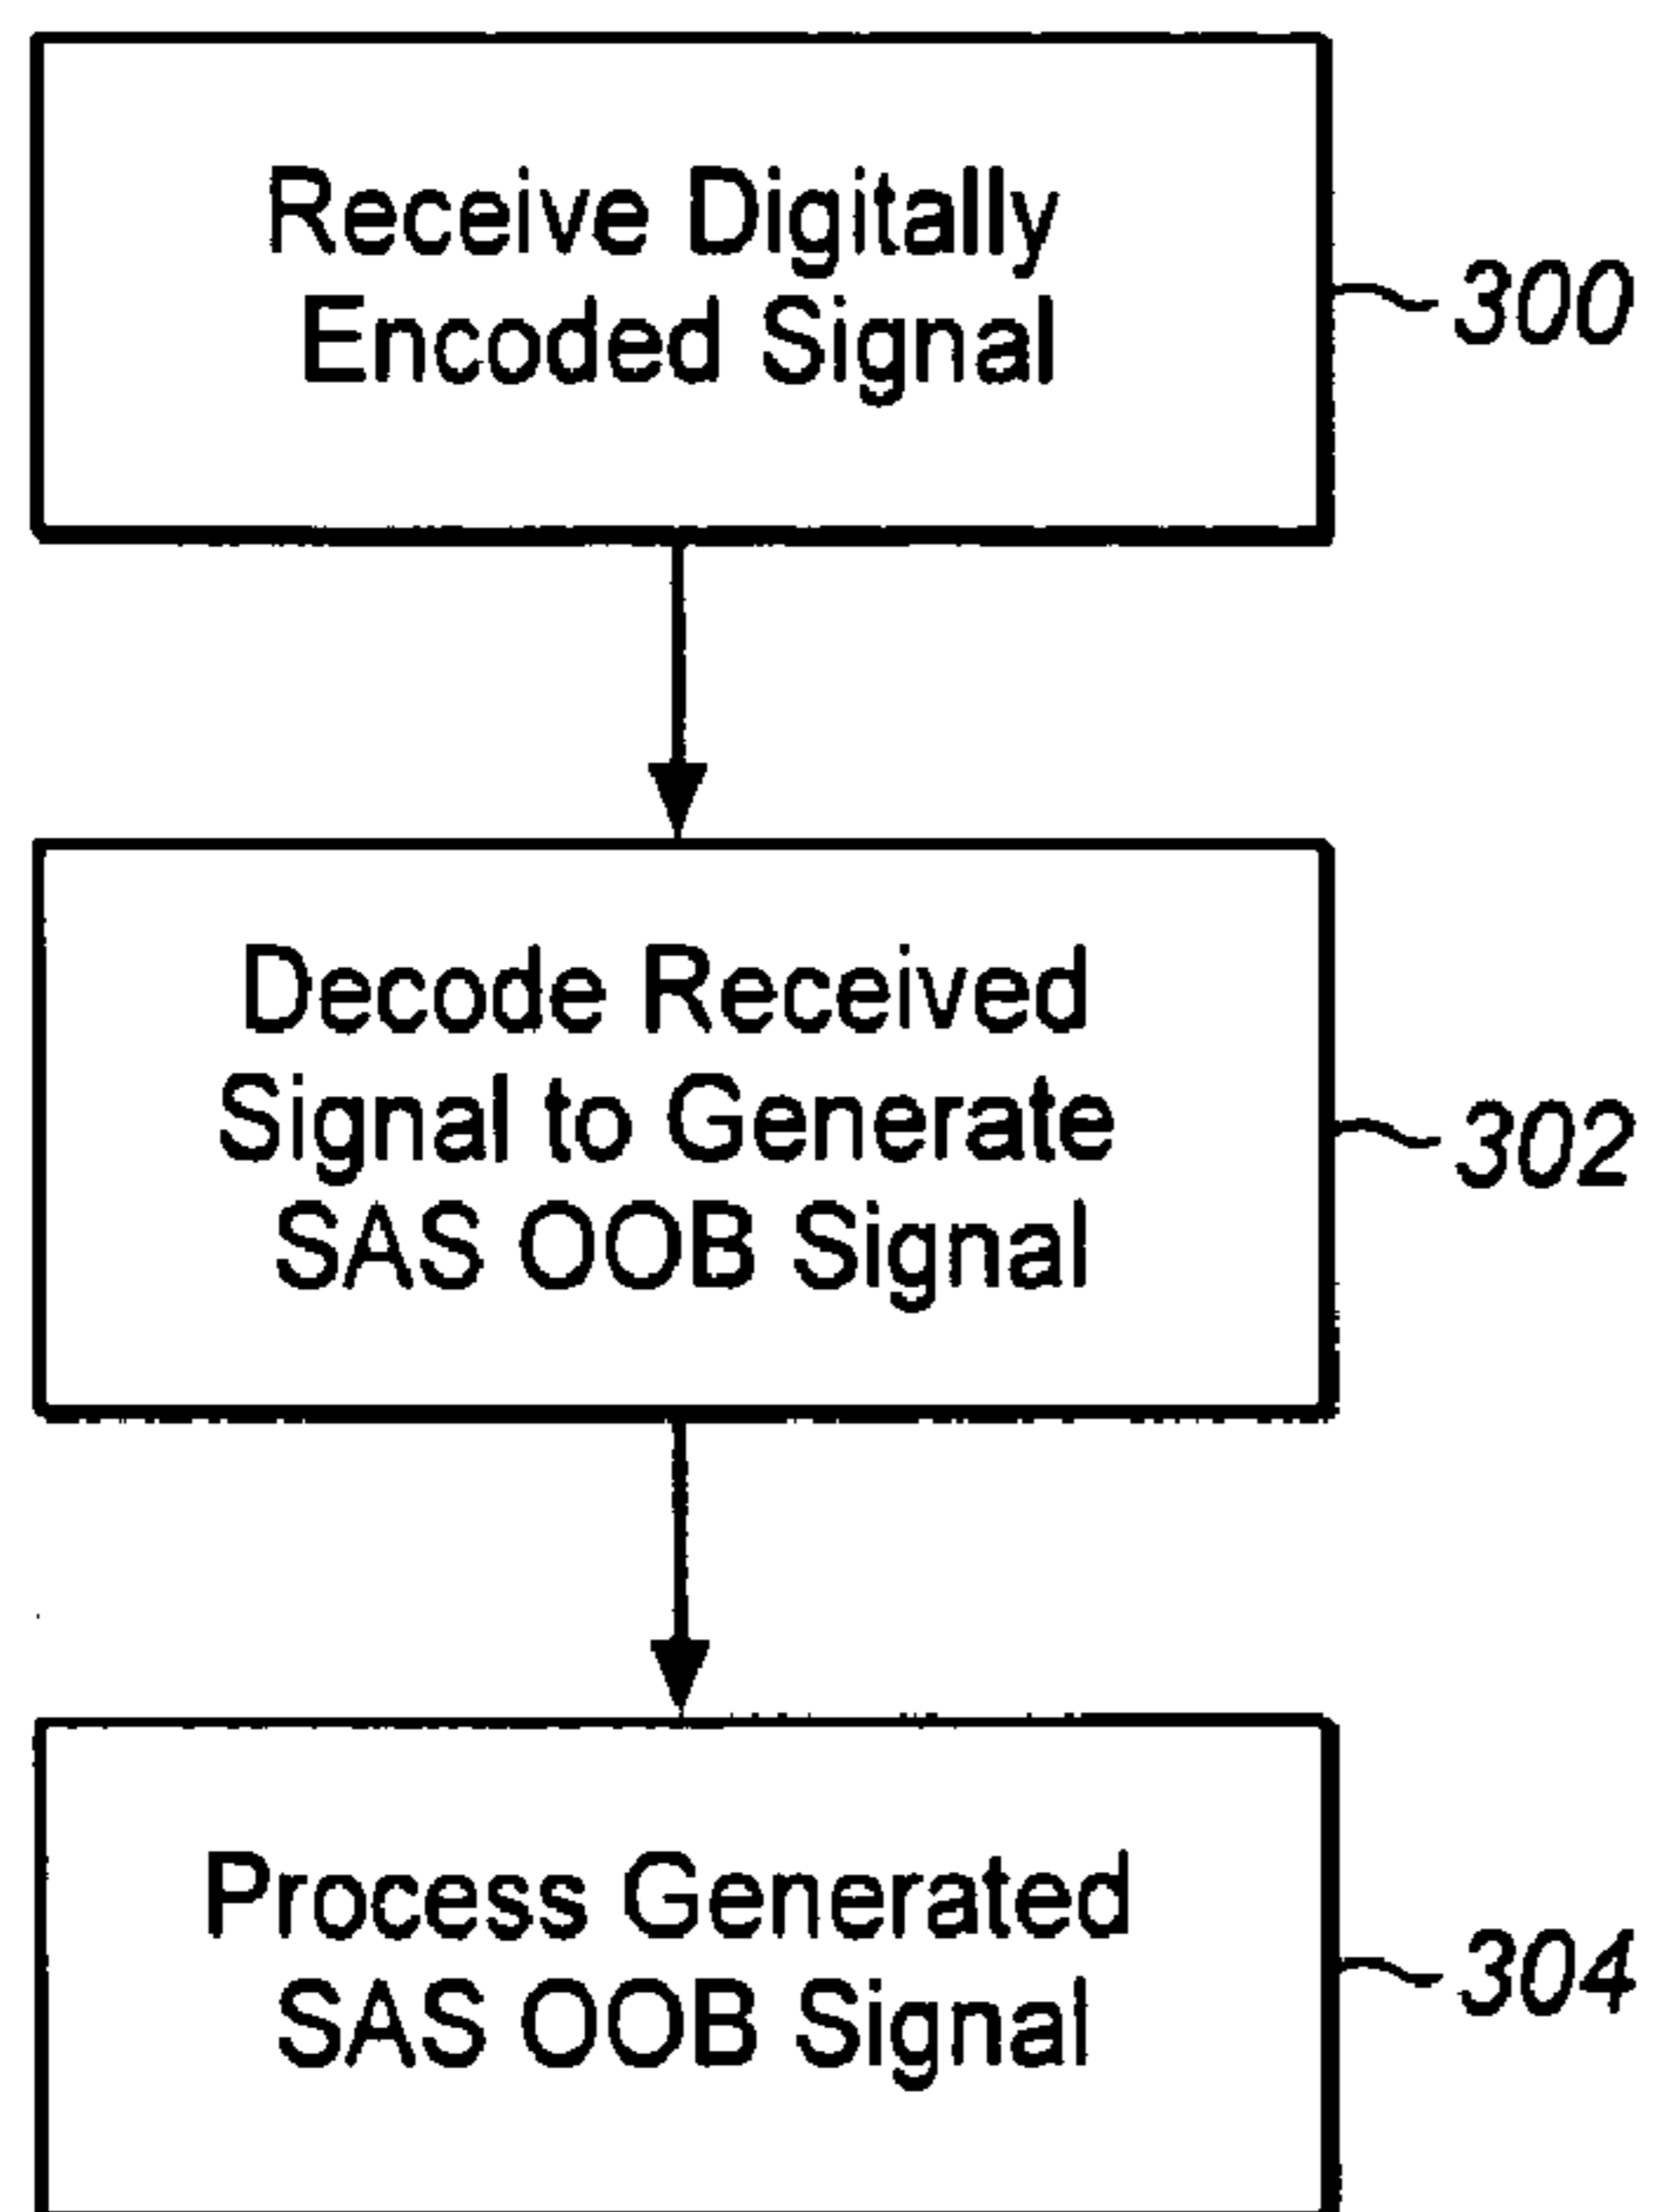 Receive Digitally
Encoded Signal
300
Decode Received
Signal to Generate
SAS OOB Signal
302
Process Generated
SAS OOB Signal
304